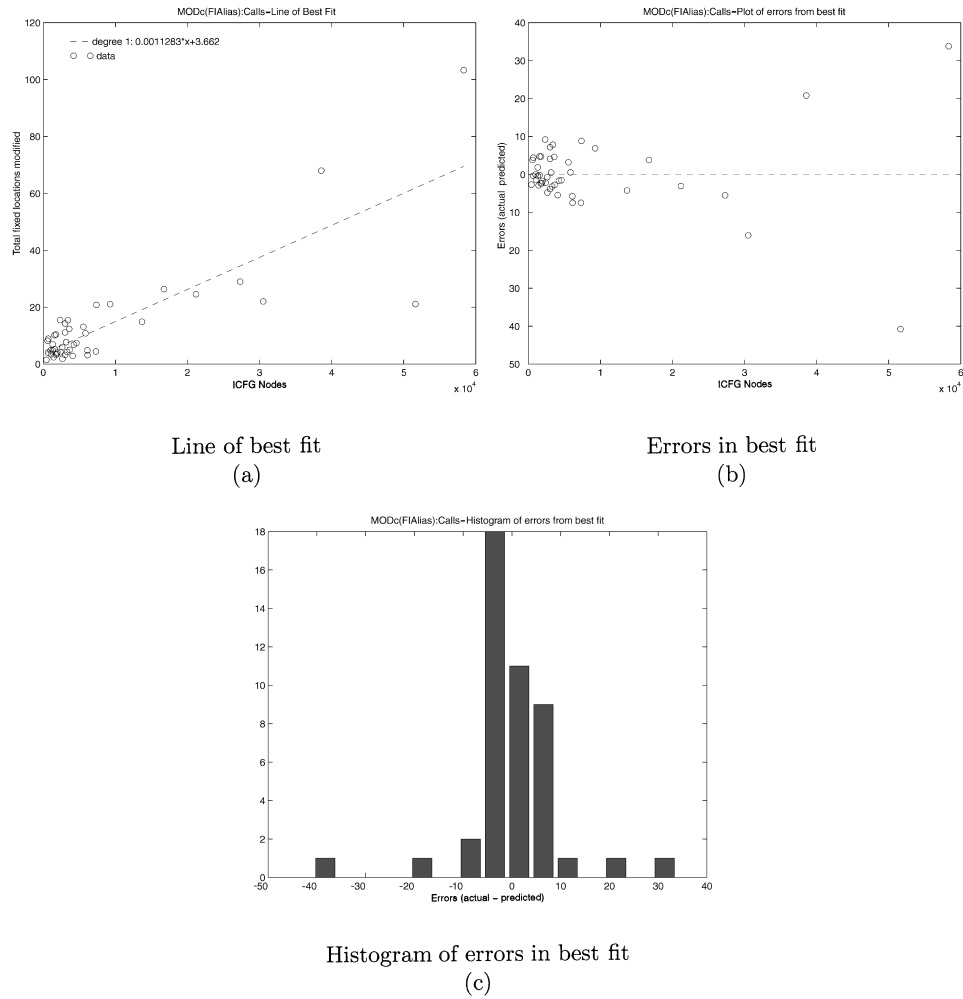 MODc(FIAlias):Calls-Line of Best Fit
120
100
80
60
40
20
0
Total fixed locations modified
degree 1: 0.0011283*x+3.662
data
0 1 2 3 4 5 6
ICFG Nodes
x 10^4
MODc(FIAlias):Calls-Plot of errors from best fit
40
30
20
10
0
10
20
30
40
50
Errors (actual predicted)
0 1 2 3 4 5 6
ICFG Nodes
x 10^4
Line of best fit
(a)
Errors in best fit
(b)
MODc(FIAlias):Calls-Histogram of errors from best fit
18
16
14
12
10
8
6
4
2
0
-50 -40 -30 -20 -10 0 10 20 30 40
Errors (actual - predicted)
Histogram of errors in best fit
(c)